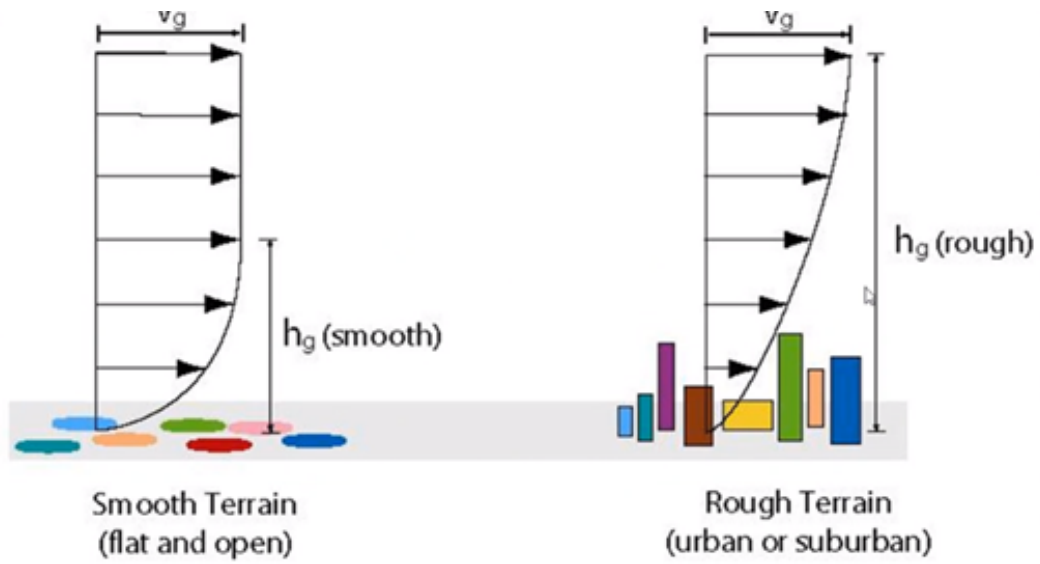 vg
vg
hg (smooth)
hg (rough)
Smooth Terrain
(flat and open)
Rough Terrain
(urban or suburban)